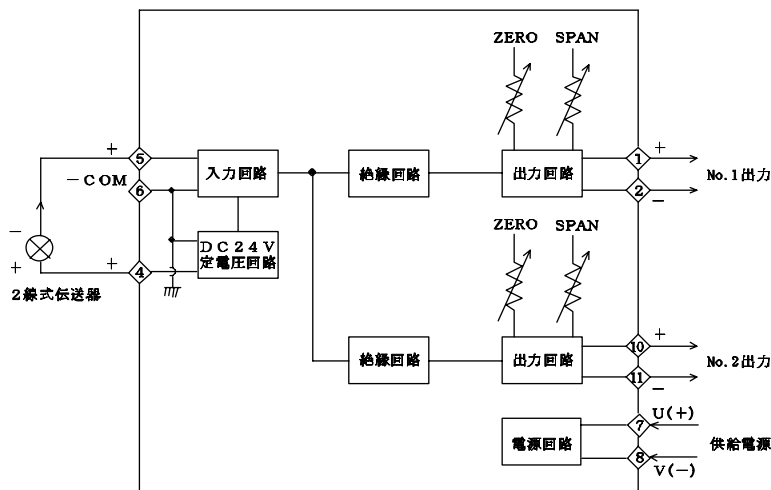 ZERO SPAN
+
5
入力回路
絶縁回路
出力回路
1
+
No.1出力
－COM
6
2
－
－
+
+
4
DC24V
定電圧回路
2線式伝送器
ZERO SPAN
絶縁回路
出力回路
10
+
No.2出力
11
－
電源回路
7
U(+)
供給電源
8
V(－)